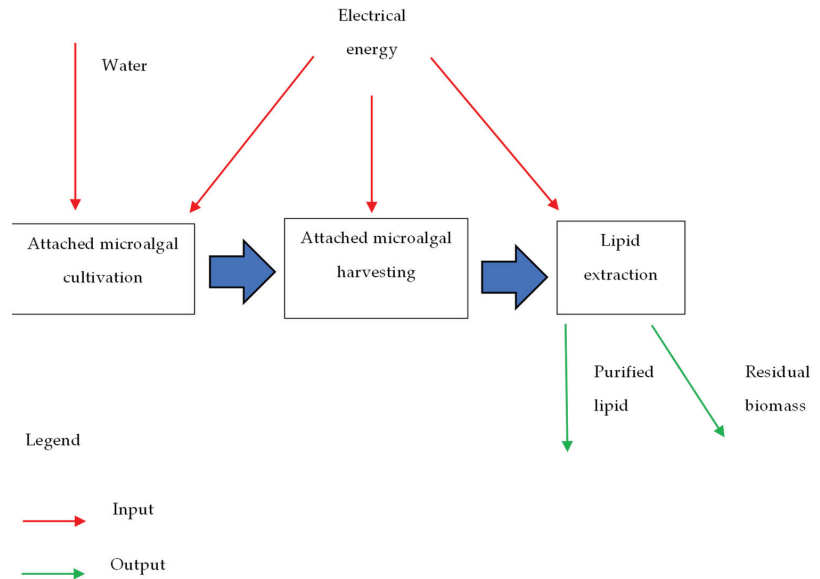 Electrical
energy
Water
Attached microalgal
cultivation
Attached microalgal
harvesting
Lipid
extraction
Purified
lipid
Residual
biomass
Legend
Input
Output